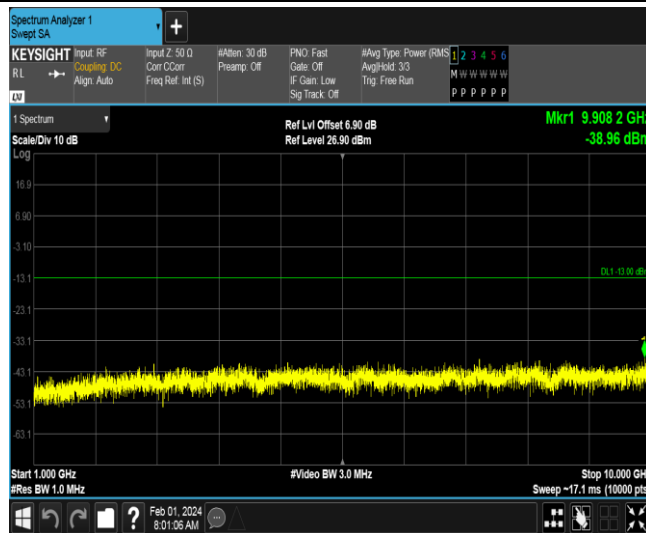 Spectrum Analyzer 1
Swept SA
KEYSIGHT Input: RF Input Z: 50 Ω #Atten: 30 dB PNO: Fast #Avg Type: Power (RMS 1 2 3 4 5 6
RL Coupling: DC Corr CCorr Preamp: Off Gate: Off Avg|Hold: 3/3 M W W W W W
Align: Auto Freq Ref: Int (S) IF Gain: Low Trig: Free Run
Sig Track: Off P P P P P P
LXI
1 Spectrum Ref Lvl Offset 6.90 dB Mkr1 9.908 2 GHz
Scale/Div 10 dB Ref Level 26.90 dBm -38.96 dBm
Log
16.9
6.90
-3.10
DL1 -13.00 dBm
-13.1
-23.1
-33.1
1
-43.1
-53.1
-63.1
Start 1.000 GHz #Video BW 3.0 MHz Stop 10.000 GHz
#Res BW 1.0 MHz Sweep ~17.1 ms (10000 pts
Feb 01, 2024
8:01:06 AM